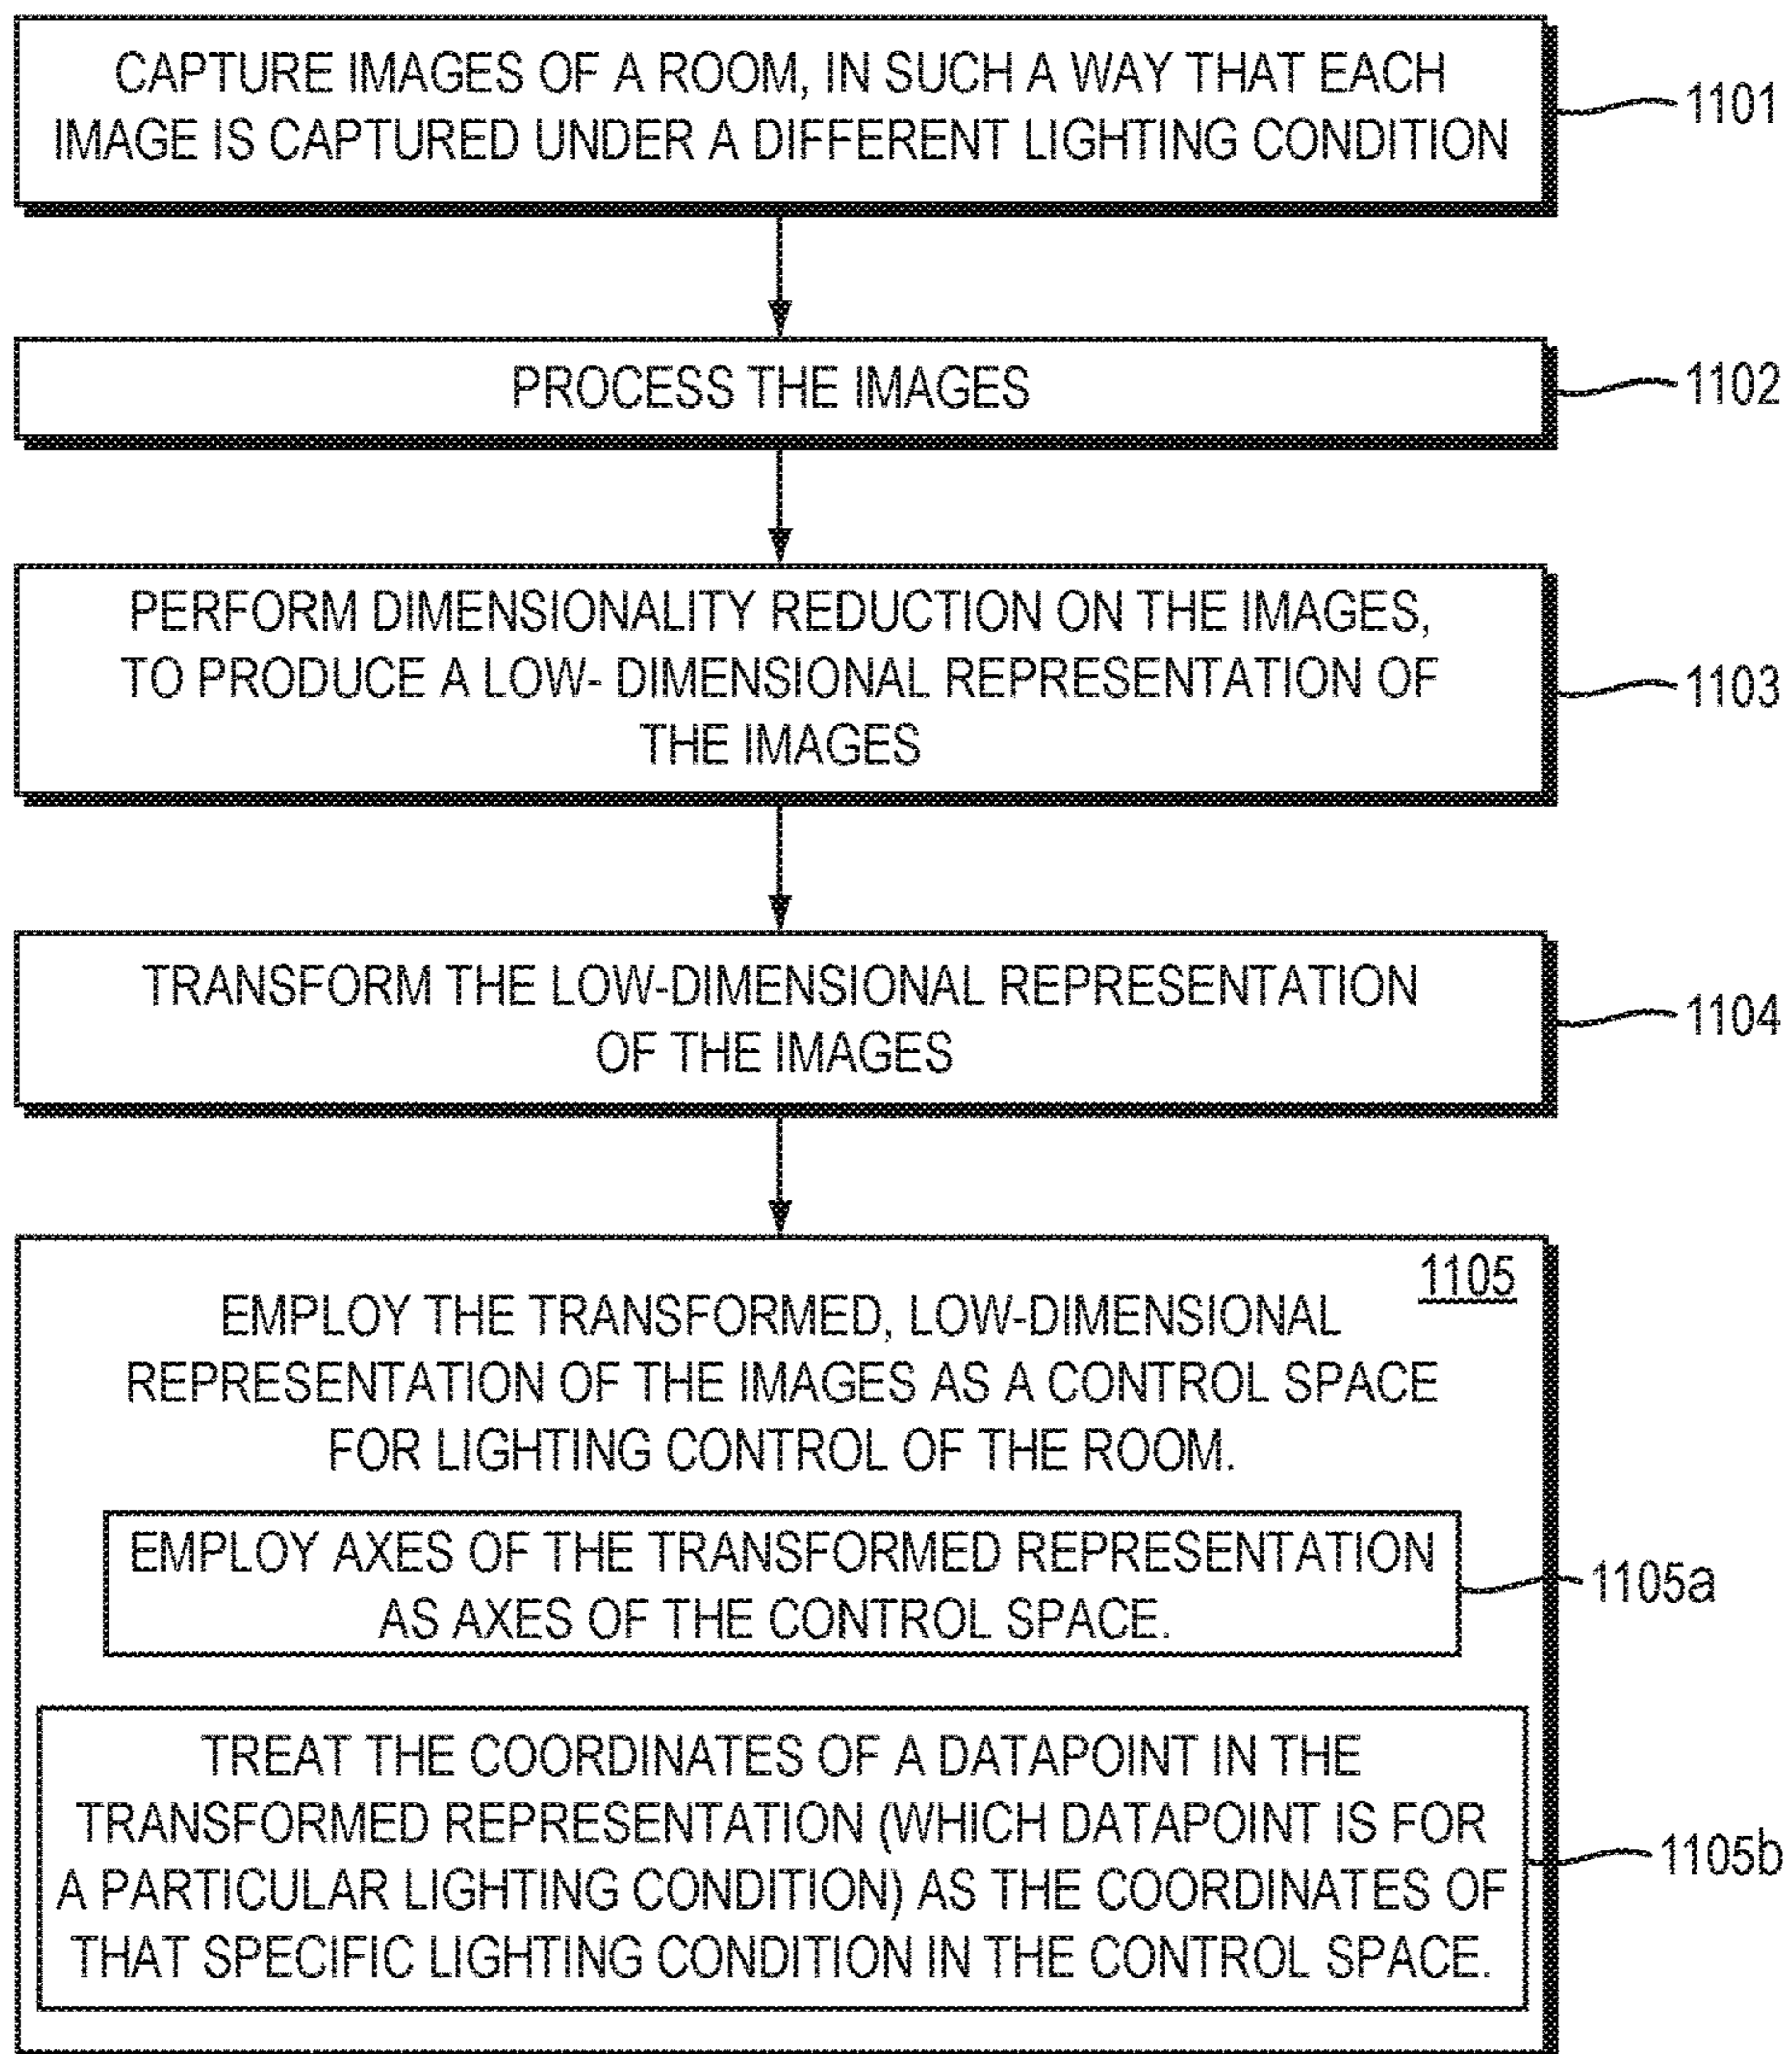 CAPTURE IMAGES OF A ROOM, IN SUCH A WAY THAT EACH
IMAGE IS CAPTURED UNDER A DIFFERENT LIGHTING CONDITION
1101
PROCESS THE IMAGES
1102
PERFORM DIMENSIONALITY REDUCTION ON THE IMAGES,
TO PRODUCE A LOW- DIMENSIONAL REPRESENTATION OF
THE IMAGES
1103
TRANSFORM THE LOW-DIMENSIONAL REPRESENTATION
OF THE IMAGES
1104
1105
EMPLOY THE TRANSFORMED, LOW-DIMENSIONAL
REPRESENTATION OF THE IMAGES AS A CONTROL SPACE
FOR LIGHTING CONTROL OF THE ROOM.
EMPLOY AXES OF THE TRANSFORMED REPRESENTATION
AS AXES OF THE CONTROL SPACE.
1105a
TREAT THE COORDINATES OF A DATAPOINT IN THE
TRANSFORMED REPRESENTATION (WHICH DATAPOINT IS FOR
A PARTICULAR LIGHTING CONDITION) AS THE COORDINATES OF
THAT SPECIFIC LIGHTING CONDITION IN THE CONTROL SPACE.
1105b